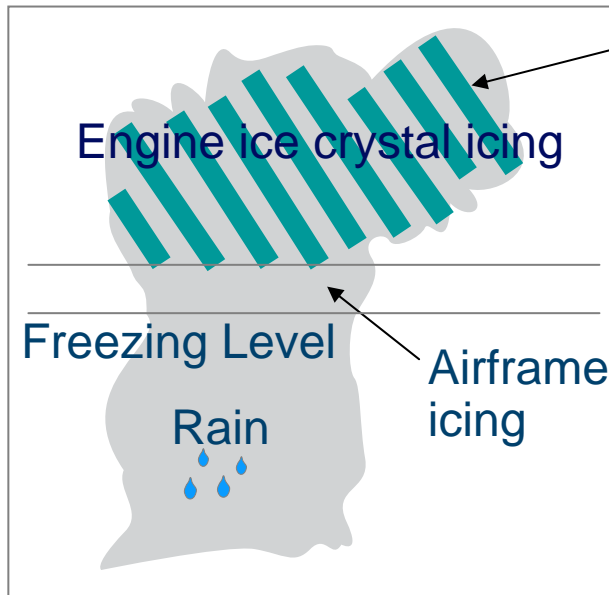 Engine ice crystal icing
Freezing Level
Airframe
icing
Rain